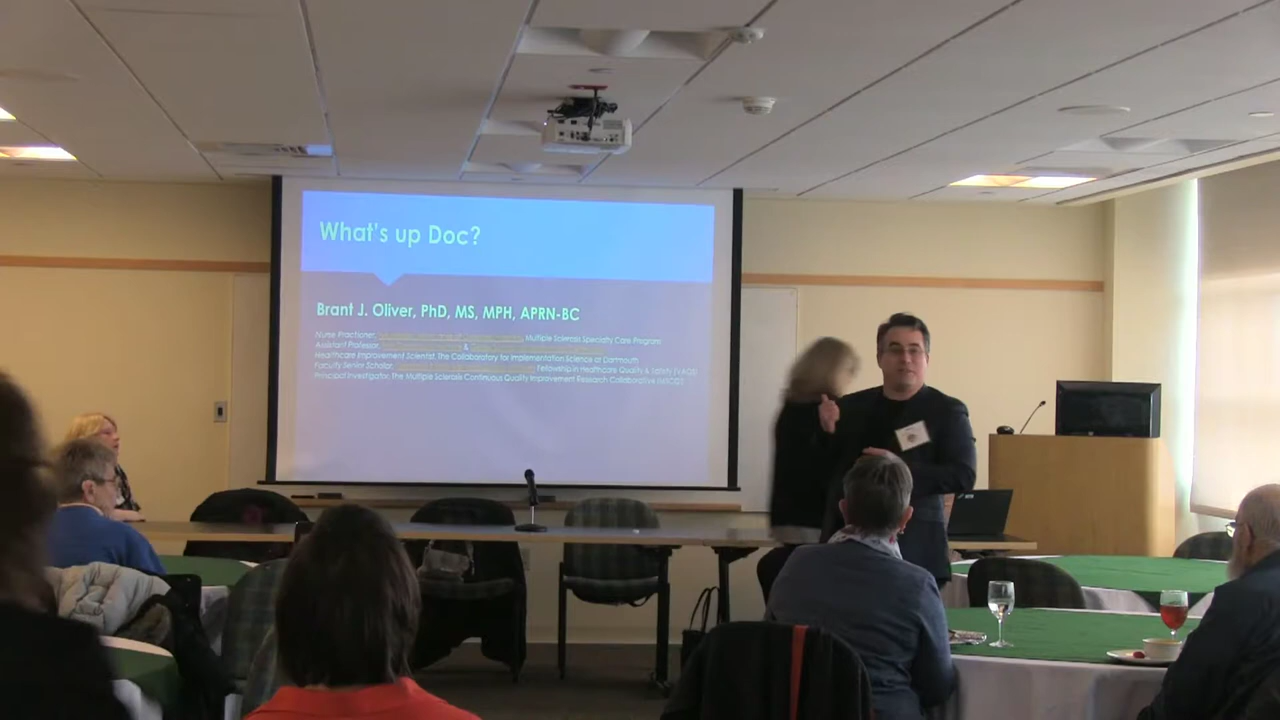 What's up Doc?
Brant J. Oliver, PhD, MS, MPH, APRN-BC
Nurse Practitioner, Multiple Sclerosis Specialty Care Program
Assistant Professor, &
Healthcare Improvement Scientist, The Collaboratory for Implementation Science at Dartmouth
Faculty Senior Scholar, Fellowship in Healthcare Quality & Safety (VAQS)
Principal Investigator, The Multiple Sclerosis Continuous Quality Improvement Research Collaborative (MSCQI)